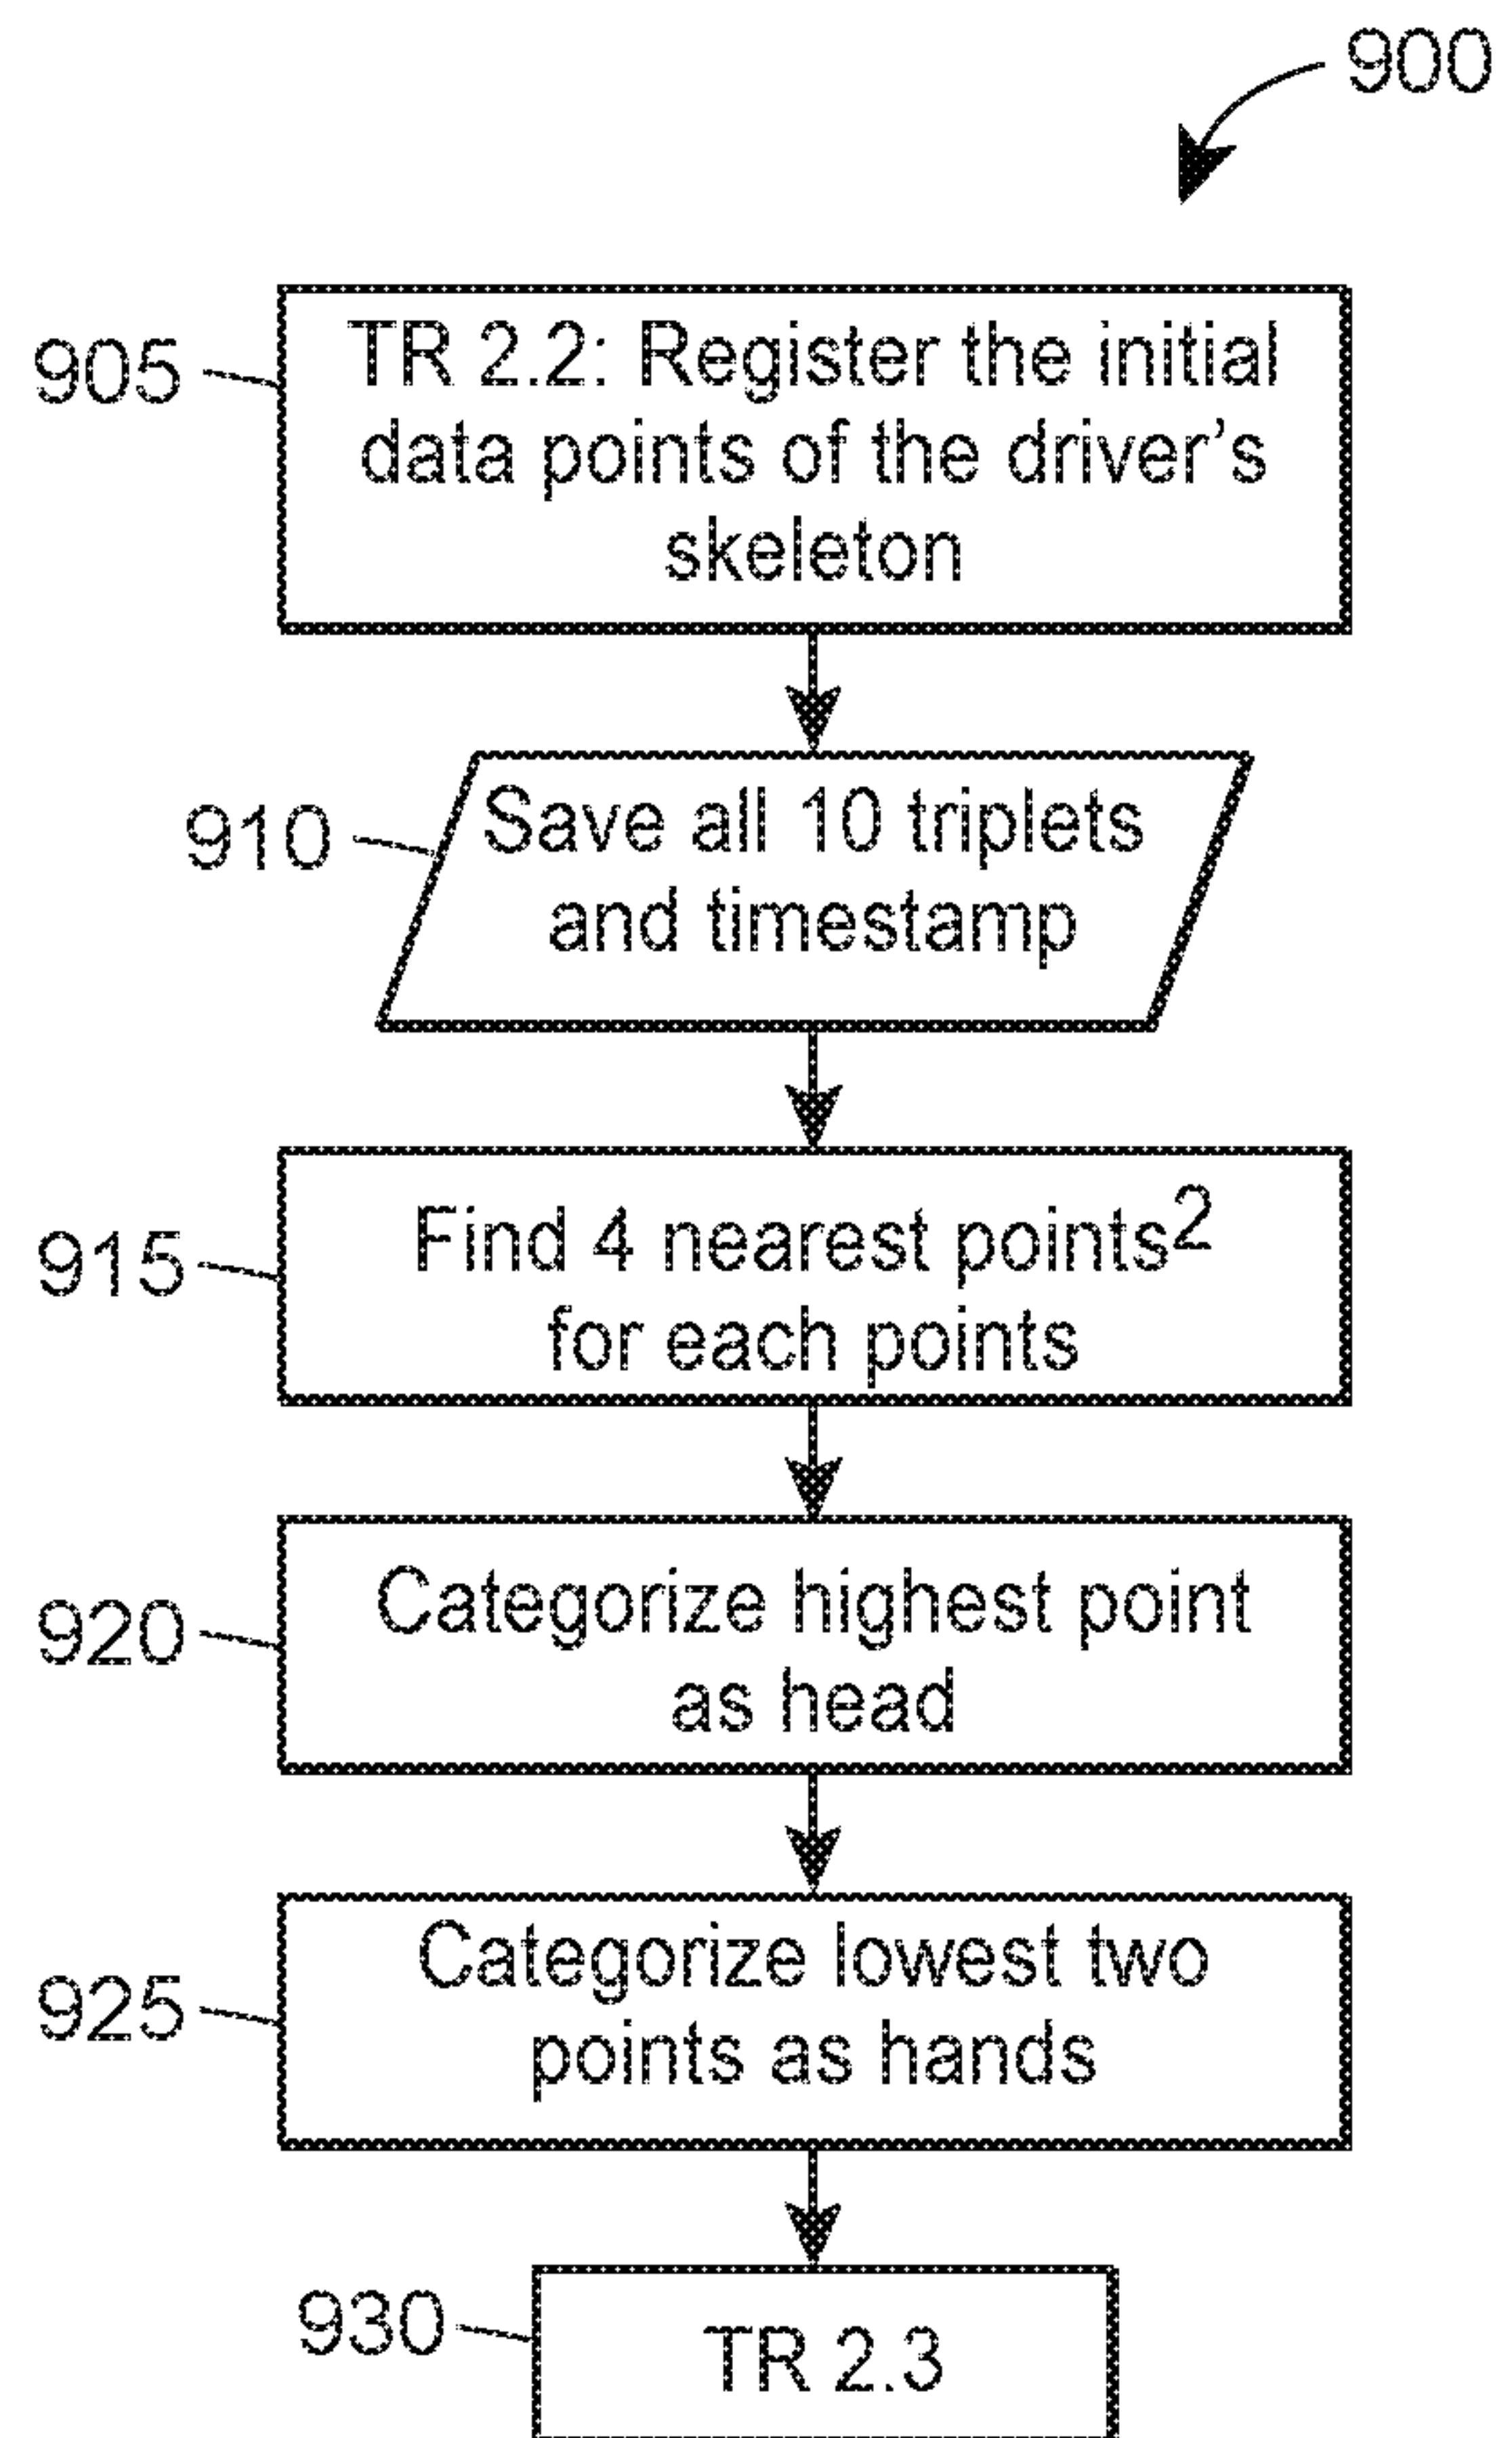 900
905
TR 2.2: Register the initial
data points of the driver's
skeleton
910
Save all 10 triplets
and timestamp
915
Find 4 nearest points2
for each points
920
Categorize highest point
as head
925
Categorize lowest two
points as hands
930
TR 2.3